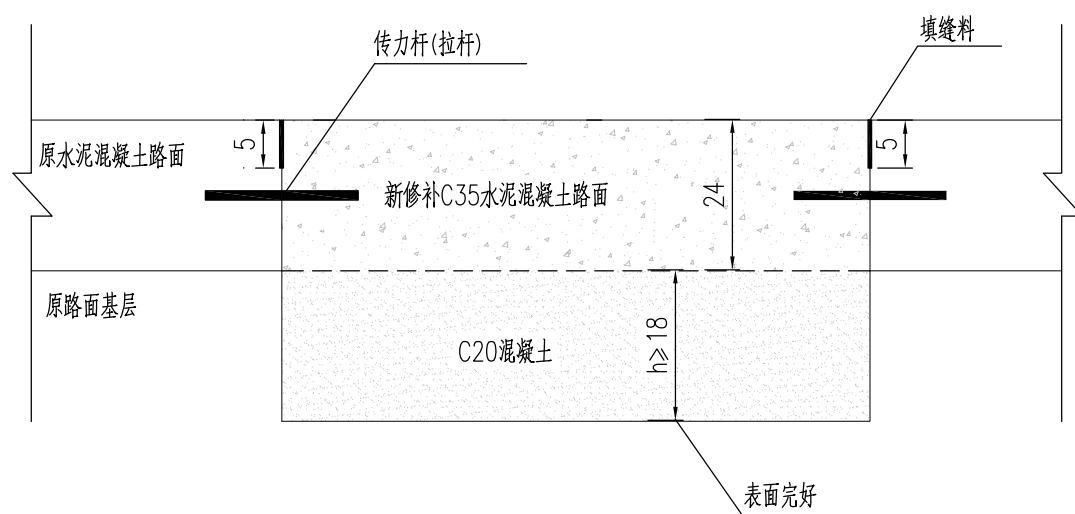 传力杆(拉杆)
填缝料
5
5
原水泥混凝土路面
新修补C35水泥混凝土路面
24
原路面基层
C20混凝土
h≥18
表面完好